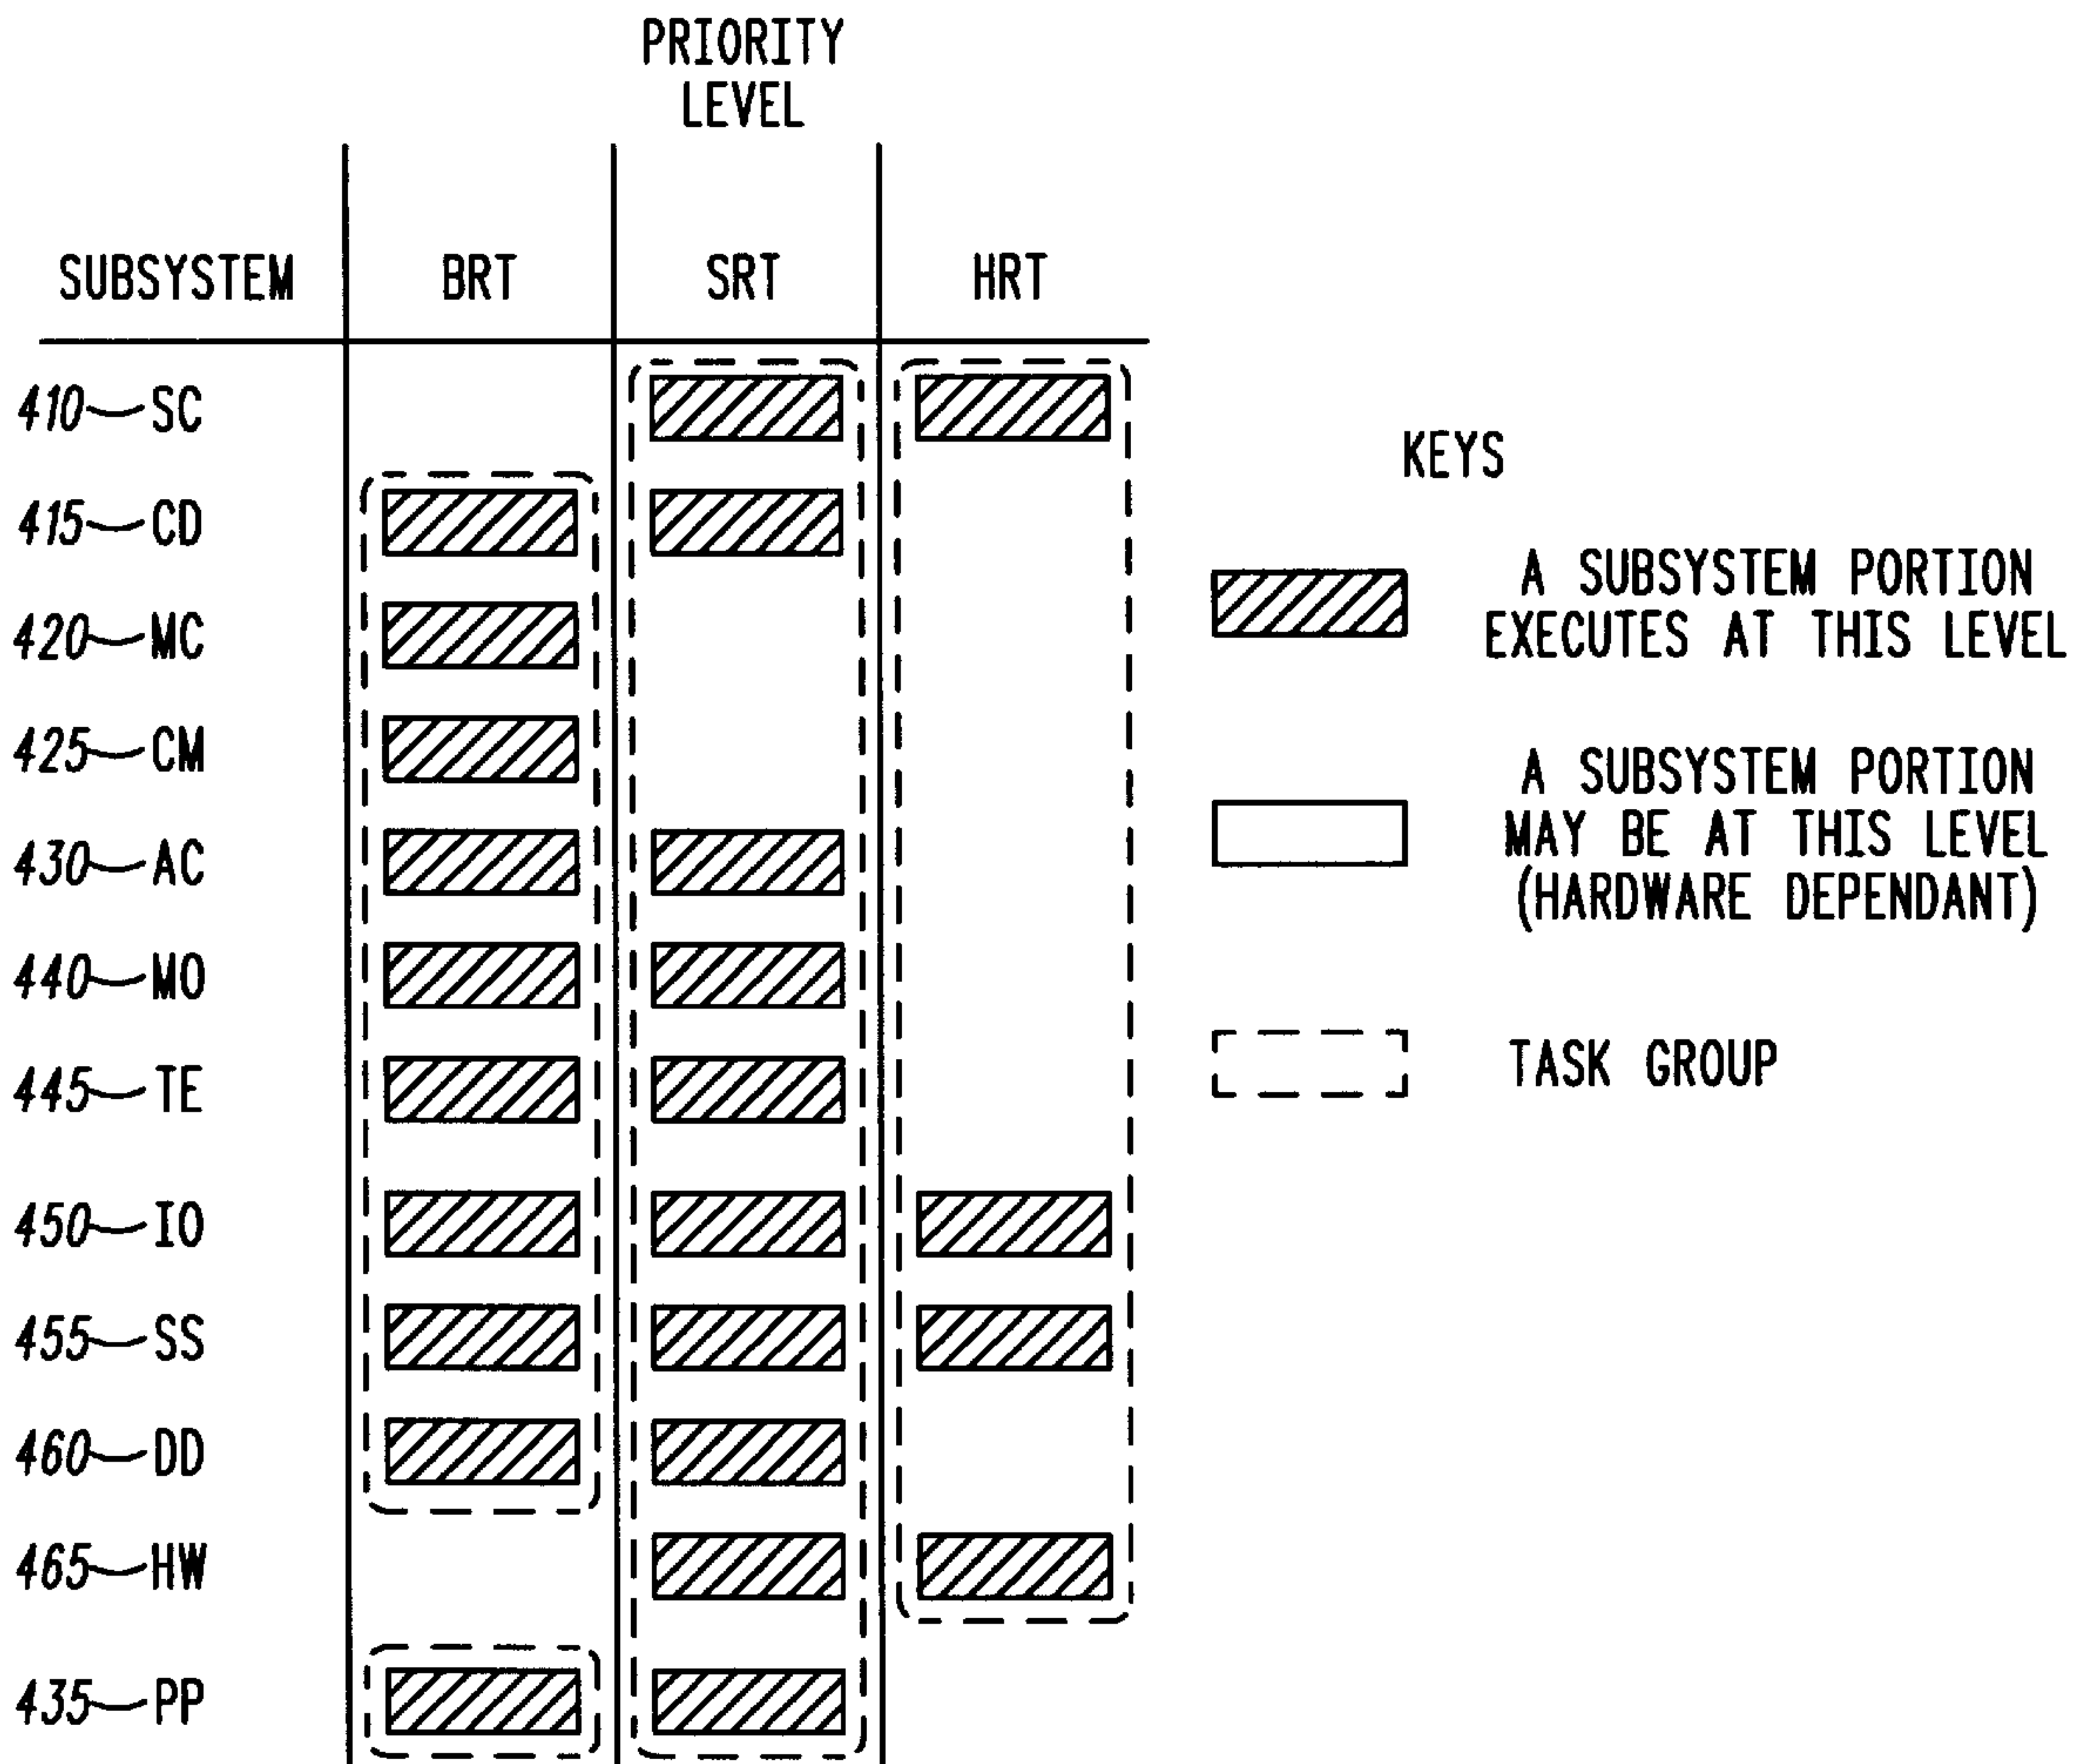 PRIORITY
LEVEL
SUBSYSTEM BRT SRT HRT
410 SC
415 CD
420 MC
425 CM
430 AC
440 MO
445 TE
450 IO
455 SS
460 DD
465 HW
435 PP
KEYS
A SUBSYSTEM PORTION
EXECUTES AT THIS LEVEL
A SUBSYSTEM PORTION
MAY BE AT THIS LEVEL
(HARDWARE DEPENDANT)
TASK GROUP